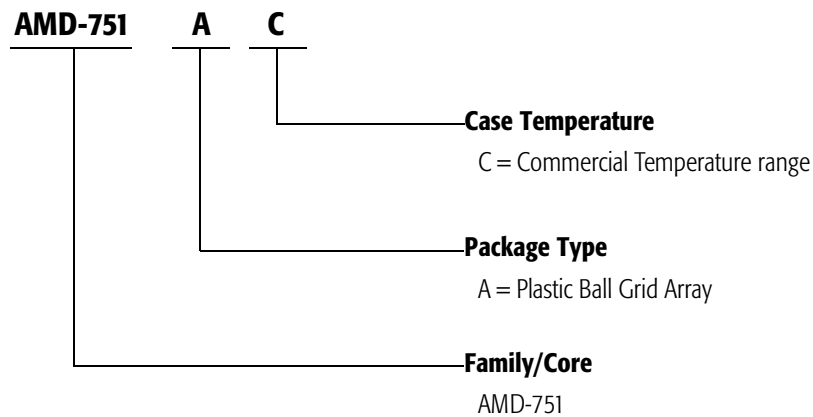 AMD-751 A C
Case Temperature
C = Commercial Temperature range
Package Type
A = Plastic Ball Grid Array
Family/Core
AMD-751